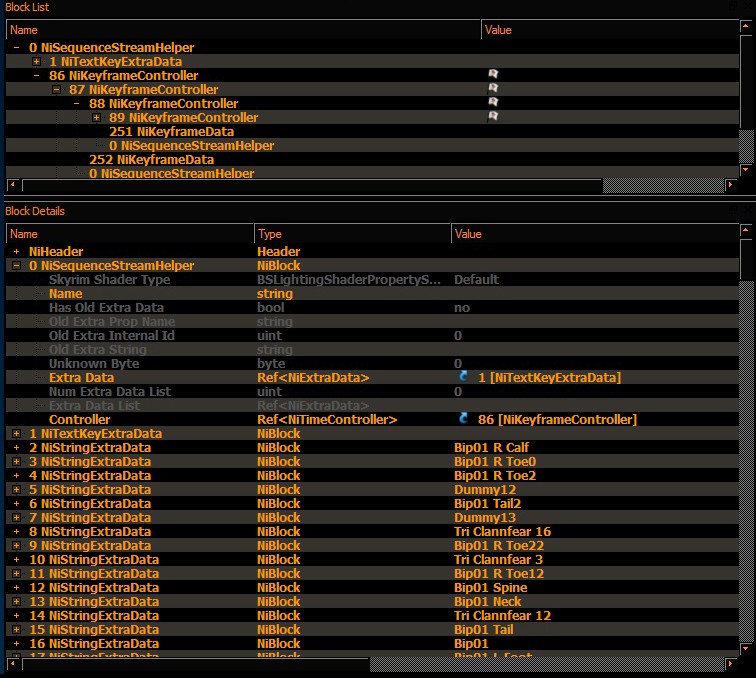 Block List
Name Value
0 NiSequenceStreamHelper
1 NiTextKeyExtraData
86 NiKeyframeController
87 NiKeyframeController
88 NiKeyframeController
89 NiKeyframeController
251 NiKeyframeData
0 NiSequenceStreamHelper
252 NiKeyframeData
0 NiSequenceStreamHelper
Block Details
Name Type Value
NiHeader Header
0 NiSequenceStreamHelper NiBlock
Skyrim Shader Type BSLightingShaderPropertyS... Default
Name string
Has Old Extra Data bool no
Old Extra Prop Name string
Old Extra Internal Id uint 0
Old Extra String string
Unknown Byte byte 0
Extra Data Ref<NiExtraData> 1 [NiTextKeyExtraData]
Num Extra Data List uint 0
Extra Data List Ref<NiExtraData>
Controller Ref<NiTimeController> 86 [NiKeyframeController]
1 NiTextKeyExtraData NiBlock
2 NiStringExtraData NiBlock Bip01 R Calf
3 NiStringExtraData NiBlock Bip01 R Toe0
4 NiStringExtraData NiBlock Bip01 R Toe2
5 NiStringExtraData NiBlock Dummy12
6 NiStringExtraData NiBlock Bip01 Tail2
7 NiStringExtraData NiBlock Dummy13
8 NiStringExtraData NiBlock Tri Clannfear 16
9 NiStringExtraData NiBlock Bip01 R Toe22
10 NiStringExtraData NiBlock Tri Clannfear 3
11 NiStringExtraData NiBlock Bip01 R Toe12
12 NiStringExtraData NiBlock Bip01 Spine
13 NiStringExtraData NiBlock Bip01 Neck
14 NiStringExtraData NiBlock Tri Clannfear 12
15 NiStringExtraData NiBlock Bip01 Tail
16 NiStringExtraData NiBlock Bip01
17 NiStringExtraData NiBlock Bip01 L Foot